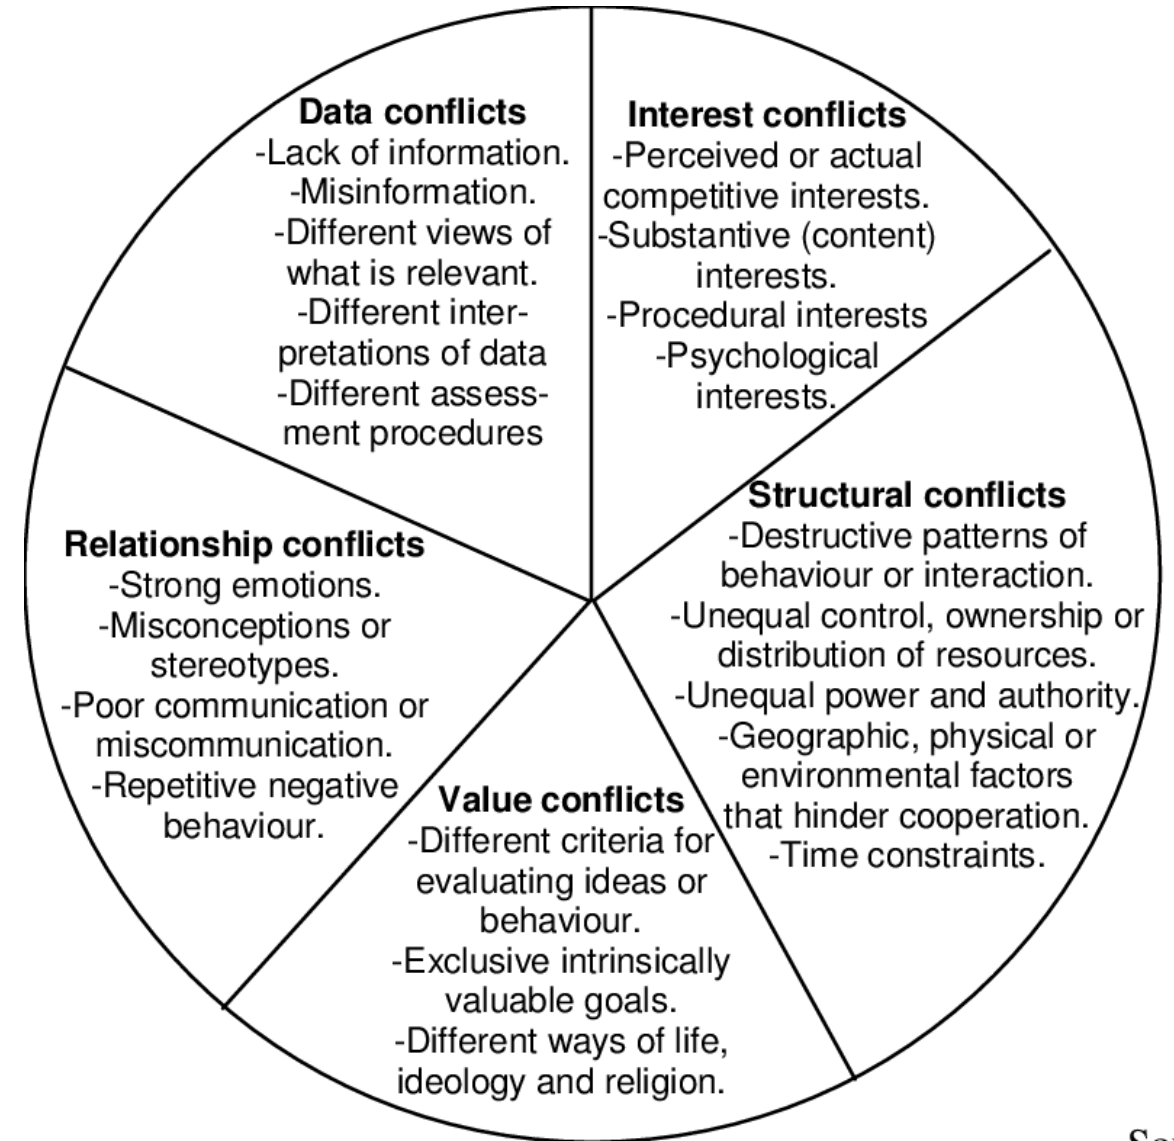 Data conflicts
-Lack of information.
-Misinformation.
-Different views of
what is relevant.
-Different inter-
pretations of data
-Different assess-
ment procedures
Interest conflicts
-Perceived or actual
competitive interests.
-Substantive (content)
interests.
-Procedural interests
-Psychological
interests.
Structural conflicts
-Destructive patterns of
behaviour or interaction.
-Unequal control, ownership or
distribution of resources.
-Unequal power and authority.
-Geographic, physical or
environmental factors
that hinder cooperation.
-Time constraints.
Relationship conflicts
-Strong emotions.
-Misconceptions or
stereotypes.
-Poor communication or
miscommunication.
-Repetitive negative
behaviour.
Value conflicts
-Different criteria for
evaluating ideas or
behaviour.
-Exclusive intrinsically
valuable goals.
-Different ways of life,
ideology and religion.